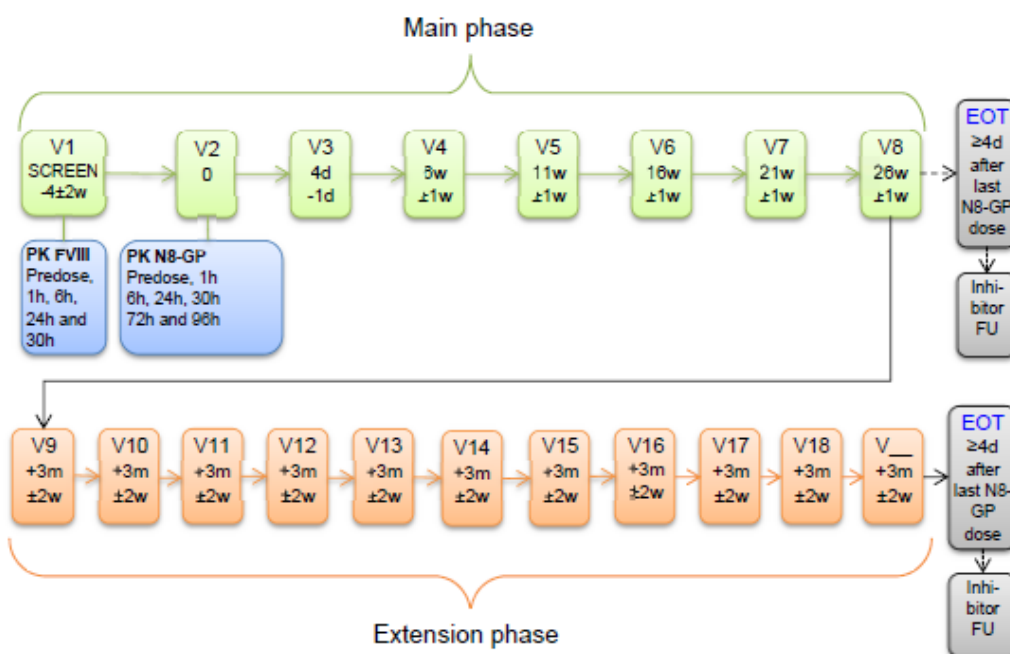 Main phase
V1
SCREEN
-4±2w
V2
0
V3
4d
-1d
V4
6w
±1w
V5
11w
±1w
V6
16w
±1w
V7
21w
±1w
V8
26w
±1w
EOT
≥4d
after
last
N8-GP
dose
PK FVIII
Predose,
1h, 6h,
24h and
30h
PK N8-GP
Predose, 1h
6h, 24h, 30h
72h and 96h
Inhi-
bitor
FU
V9
+3m
±2w
V10
+3m
±2w
V11
+3m
±2w
V12
+3m
±2w
V13
+3m
±2w
V14
+3m
±2w
V15
+3m
±2w
V16
+3m
±2w
V17
+3m
±2w
V18
+3m
±2w
V__
+3m
±2w
EOT
≥4d
after
last N8-
GP
dose
Inhi-
bitor
FU
Extension phase